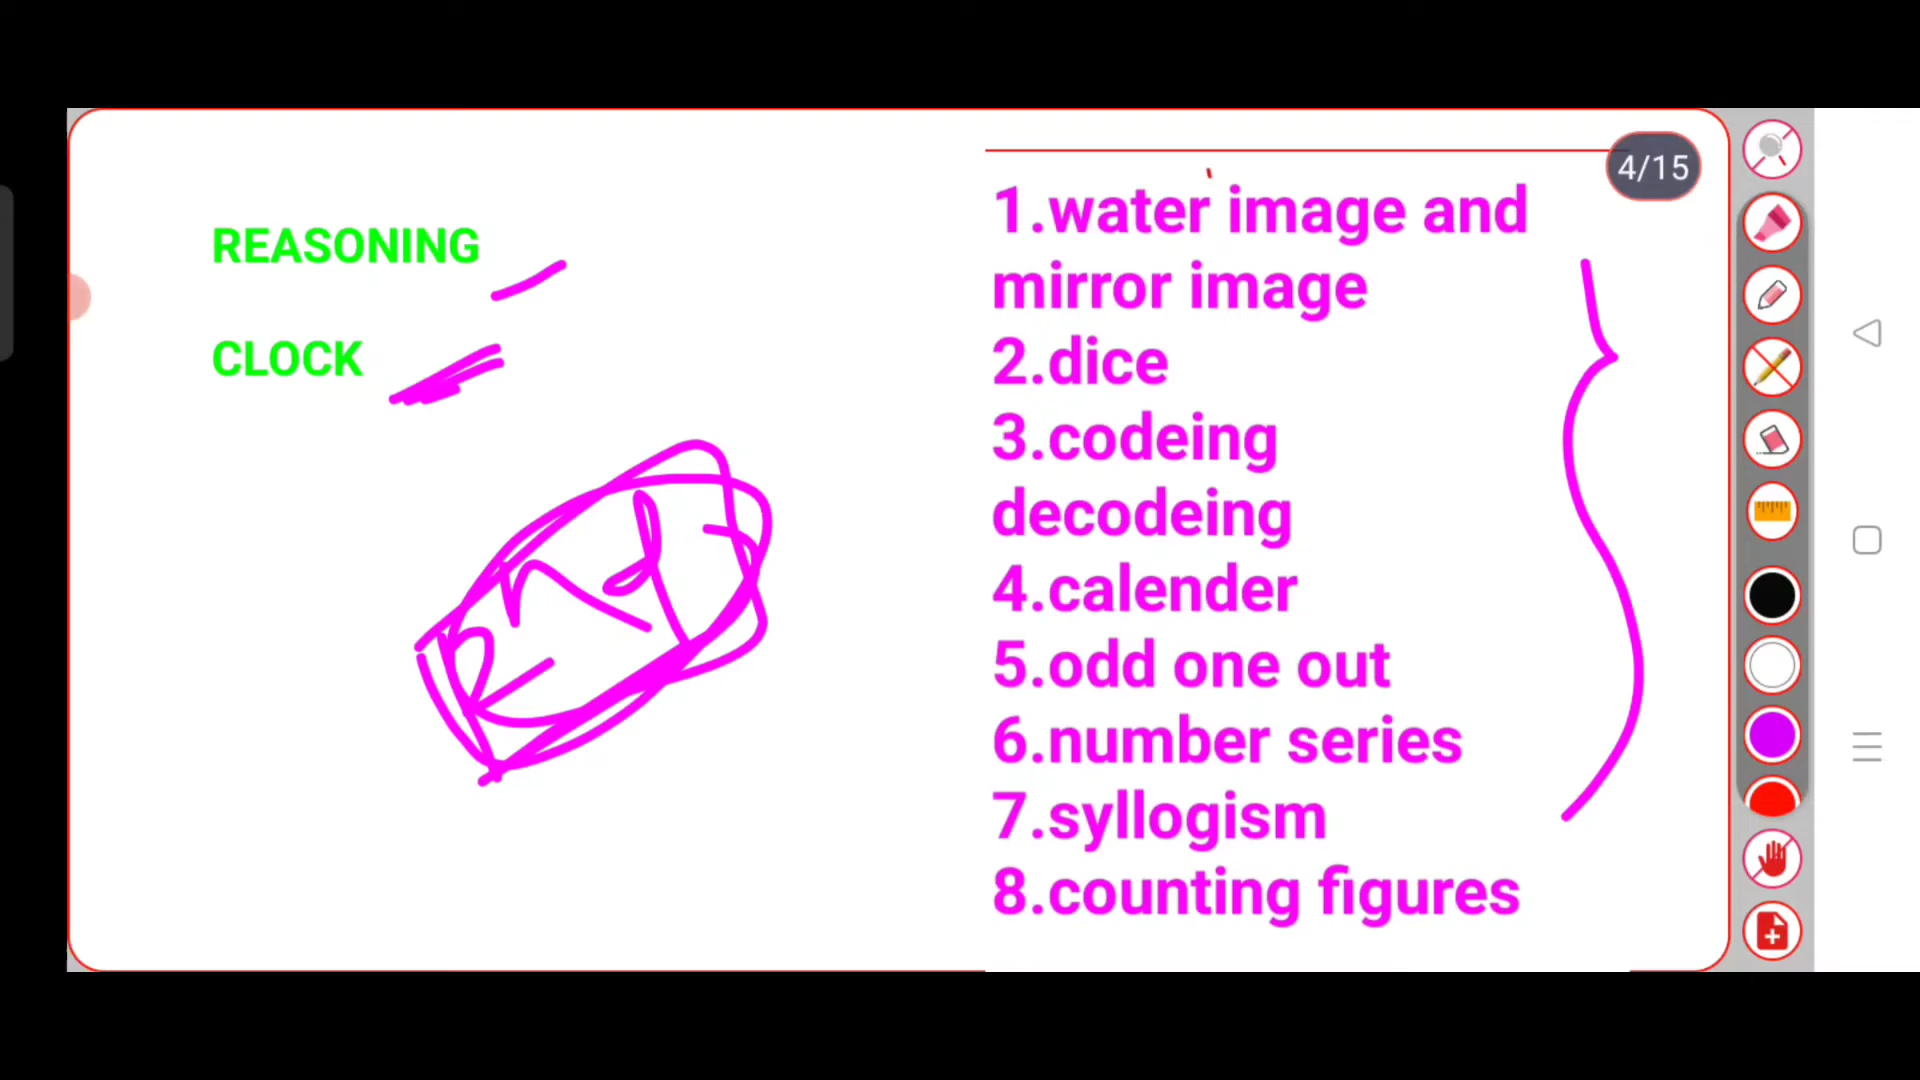 REASONING
CLOCK
4/15
1.water image and
mirror image
2.dice
3.codeing
decodeing
4.calender
5.odd one out
6.number series
7.syllogism
8.counting figures